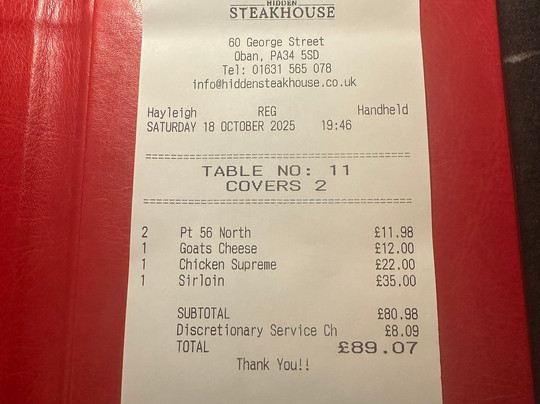 HIDDEN
STEAKHOUSE
60 George Street
Oban, PA34 5SD
Tel: 01631 565 078
info@hiddensteakhouse.co.uk
Hayleigh REG Handheld
SATURDAY 18 OCTOBER 2025 19:46
TABLE NO: 11
COVERS 2
2 Pt 56 North £11.98
1 Goats Cheese £12.00
1 Chicken Supreme £22.00
1 Sirloin £35.00
SUBTOTAL £80.98
Discretionary Service Ch £8.09
TOTAL £89.07
Thank You!!